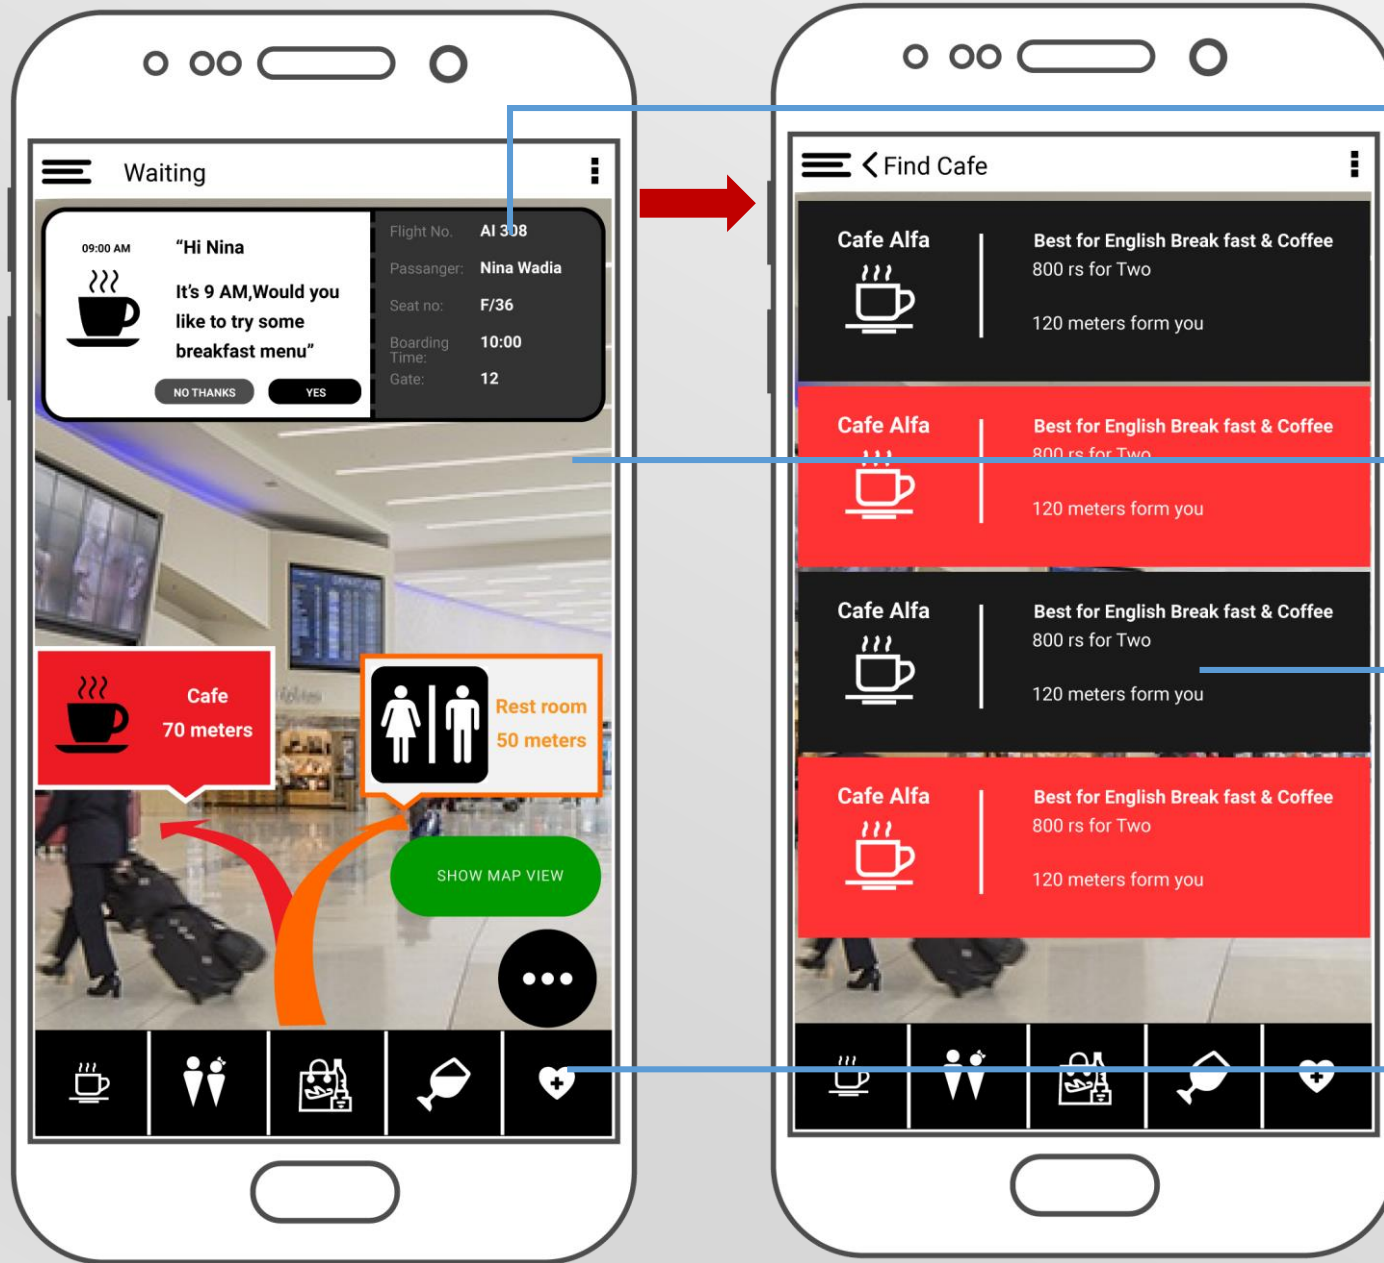 Waiting
09:00 AM
“Hi Nina
It’s 9 AM,Would you
like to try some
breakfast menu”
NO THANKS
YES
Flight No. AI 308
Passanger: Nina Wadia
Seat no: F/36
Boarding Time: 10:00
Gate: 12
Cafe
70 meters
Rest room
50 meters
SHOW MAP VIEW
Find Cafe
Cafe Alfa
Best for English Break fast & Coffee
800 rs for Two
120 meters form you
Cafe Alfa
Best for English Break fast & Coffee
800 rs for Two
120 meters form you
Cafe Alfa
Best for English Break fast & Coffee
800 rs for Two
120 meters form you
Cafe Alfa
Best for English Break fast & Coffee
800 rs for Two
120 meters form you